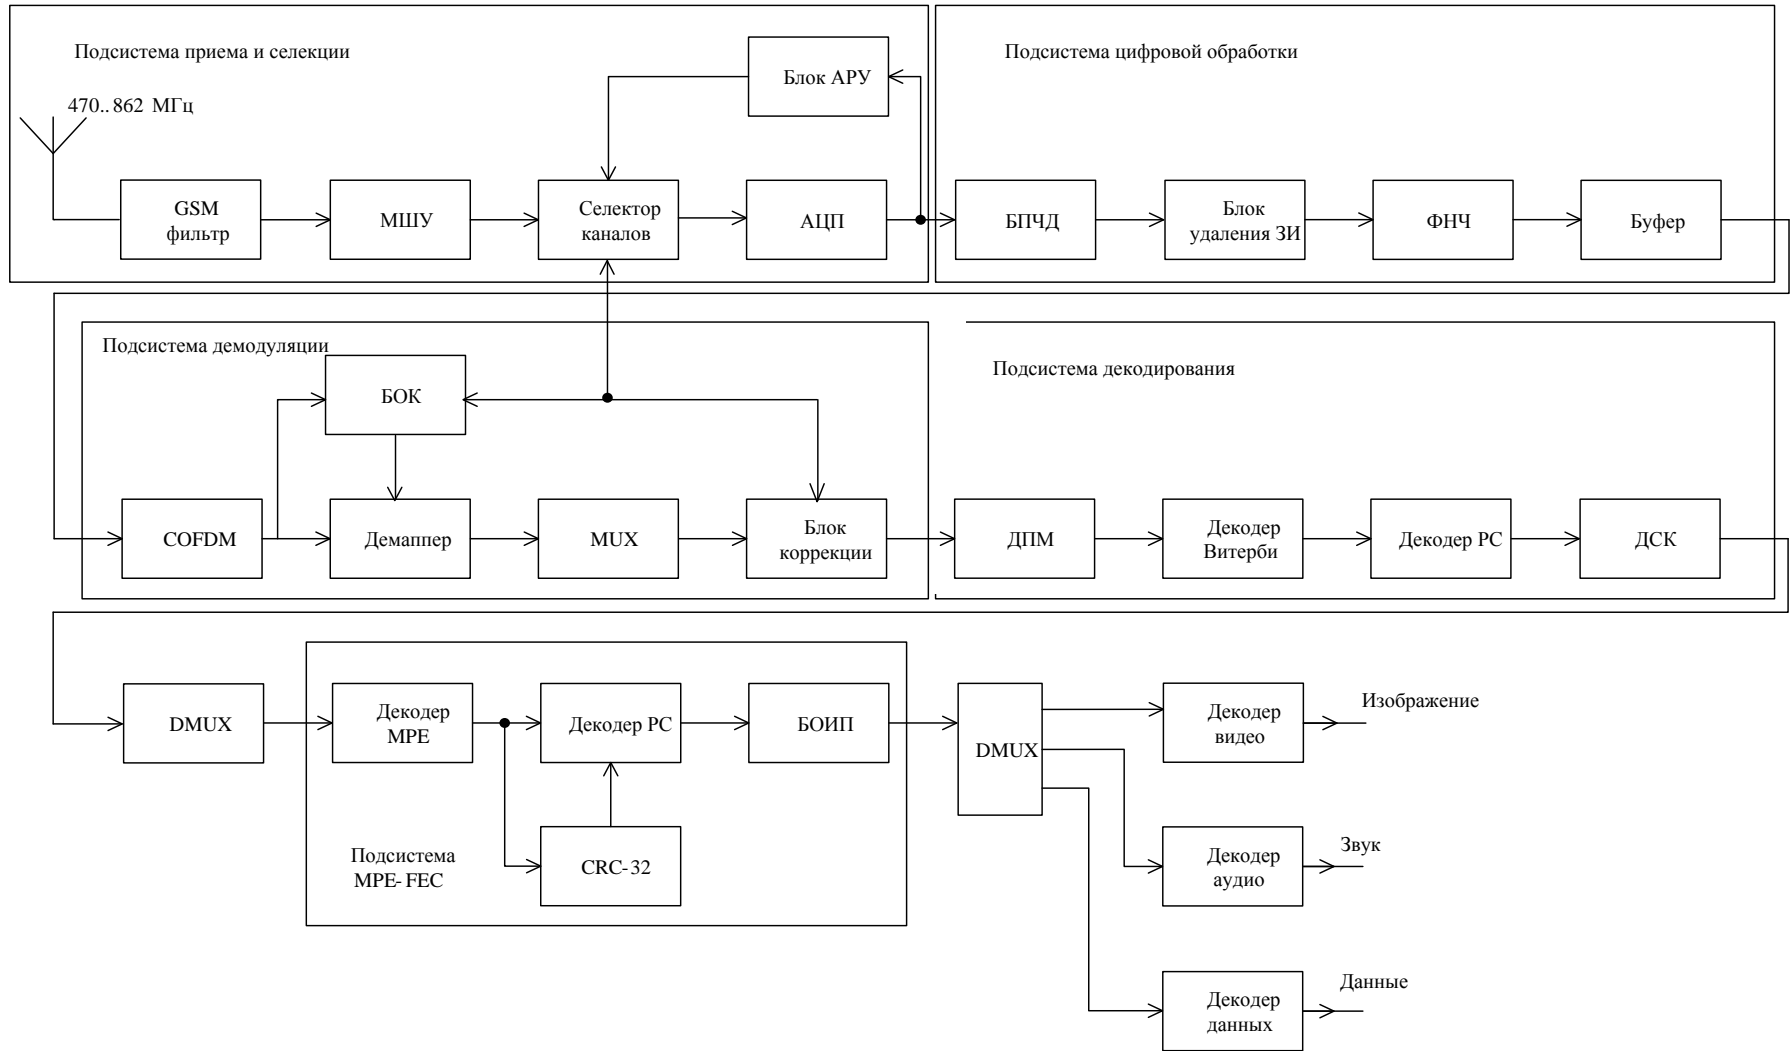 Подсистема приема и селекции
Подсистема цифровой обработки
Блок АРУ
470.. 862 МГц
GSM
фильтр
МШУ
Селектор
каналов
АЦП
БПЧД
Блок
удаления ЗИ
ФНЧ
Буфер
Подсистема демодуляции
Подсистема декодирования
БОК
COFDM
Демаппер
MUX
Блок
коррекции
ДПМ
Декодер
Витерби
Декодер РС
ДСК
DMUX
Декодер
MPE
Декодер РС
БОИП
DMUX
Декодер
видео
Изображение
Подсистема
MPE- FEC
CRC-32
Декодер
аудио
Звук
Декодер
данных
Данные